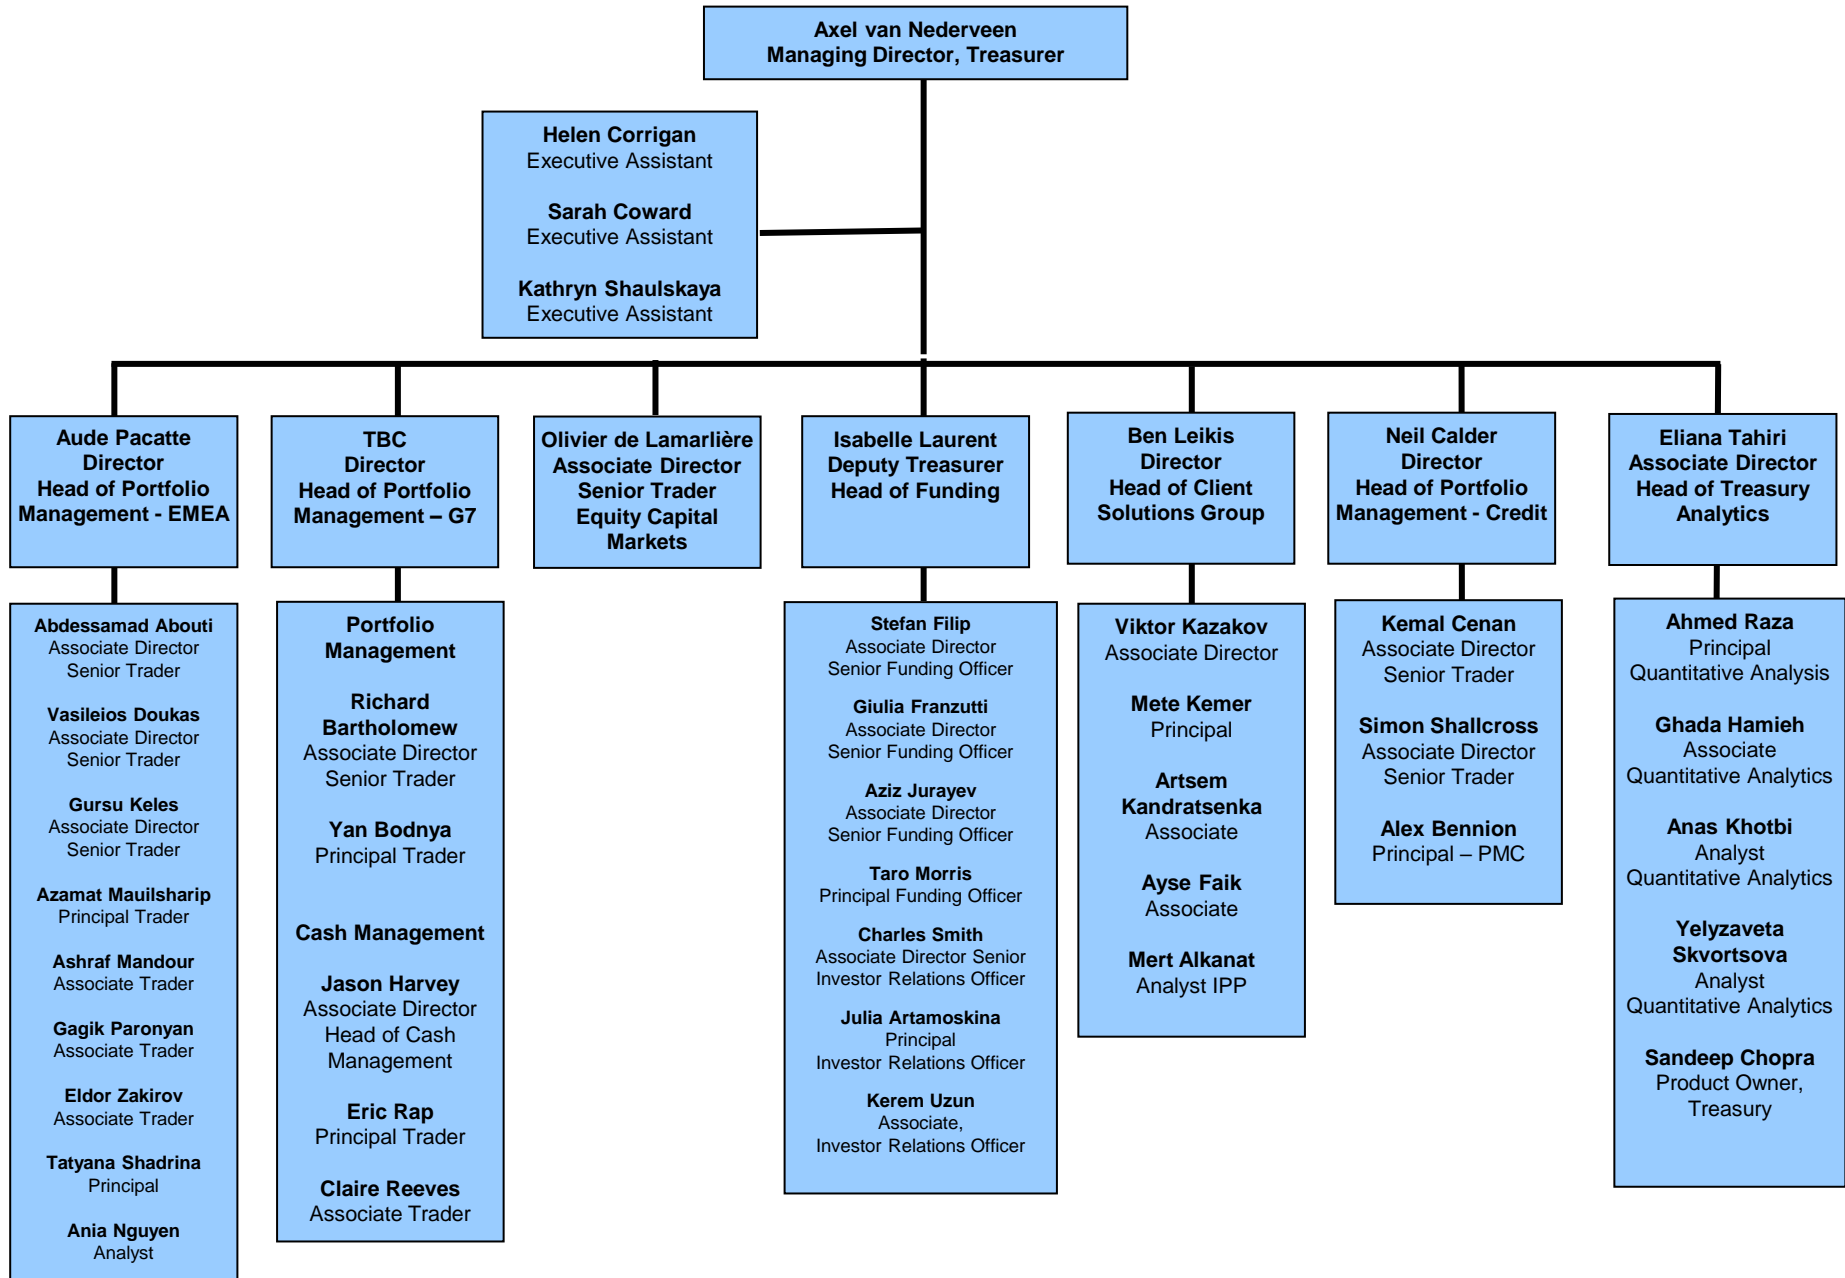 Axel van Nederveen
Managing Director, Treasurer
Helen Corrigan
Executive Assistant
Sarah Coward
Executive Assistant
Kathryn Shaulskaya
Executive Assistant
Aude Pacatte
Director
Head of Portfolio
Management - EMEA
TBC
Director
Head of Portfolio
Management – G7
Olivier de Lamarlière
Associate Director
Senior Trader
Equity Capital
Markets
Isabelle Laurent
Deputy Treasurer
Head of Funding
Ben Leikis
Director
Head of Client
Solutions Group
Neil Calder
Director
Head of Portfolio
Management - Credit
Eliana Tahiri
Associate Director
Head of Treasury
Analytics
Abdessamad Abouti
Associate Director
Senior Trader
Vasileios Doukas
Associate Director
Senior Trader
Gursu Keles
Associate Director
Senior Trader
Azamat Mauilsharip
Principal Trader
Ashraf Mandour
Associate Trader
Gagik Paronyan
Associate Trader
Eldor Zakirov
Associate Trader
Tatyana Shadrina
Principal
Ania Nguyen
Analyst
Portfolio
Management
Richard
Bartholomew
Associate Director
Senior Trader
Yan Bodnya
Principal Trader
Cash Management
Jason Harvey
Associate Director
Head of Cash
Management
Eric Rap
Principal Trader
Claire Reeves
Associate Trader
Stefan Filip
Associate Director
Senior Funding Officer
Giulia Franzutti
Associate Director
Senior Funding Officer
Aziz Jurayev
Associate Director
Senior Funding Officer
Taro Morris
Principal Funding Officer
Charles Smith
Associate Director Senior
Investor Relations Officer
Julia Artamoskina
Principal
Investor Relations Officer
Kerem Uzun
Associate,
Investor Relations Officer
Viktor Kazakov
Associate Director
Mete Kemer
Principal
Artsem
Kandratsenka
Associate
Ayse Faik
Associate
Mert Alkanat
Analyst IPP
Kemal Cenan
Associate Director
Senior Trader
Simon Shallcross
Associate Director
Senior Trader
Alex Bennion
Principal – PMC
Ahmed Raza
Principal
Quantitative Analysis
Ghada Hamieh
Associate
Quantitative Analytics
Anas Khotbi
Analyst
Quantitative Analytics
Yelyzaveta
Skvortsova
Analyst
Quantitative Analytics
Sandeep Chopra
Product Owner,
Treasury